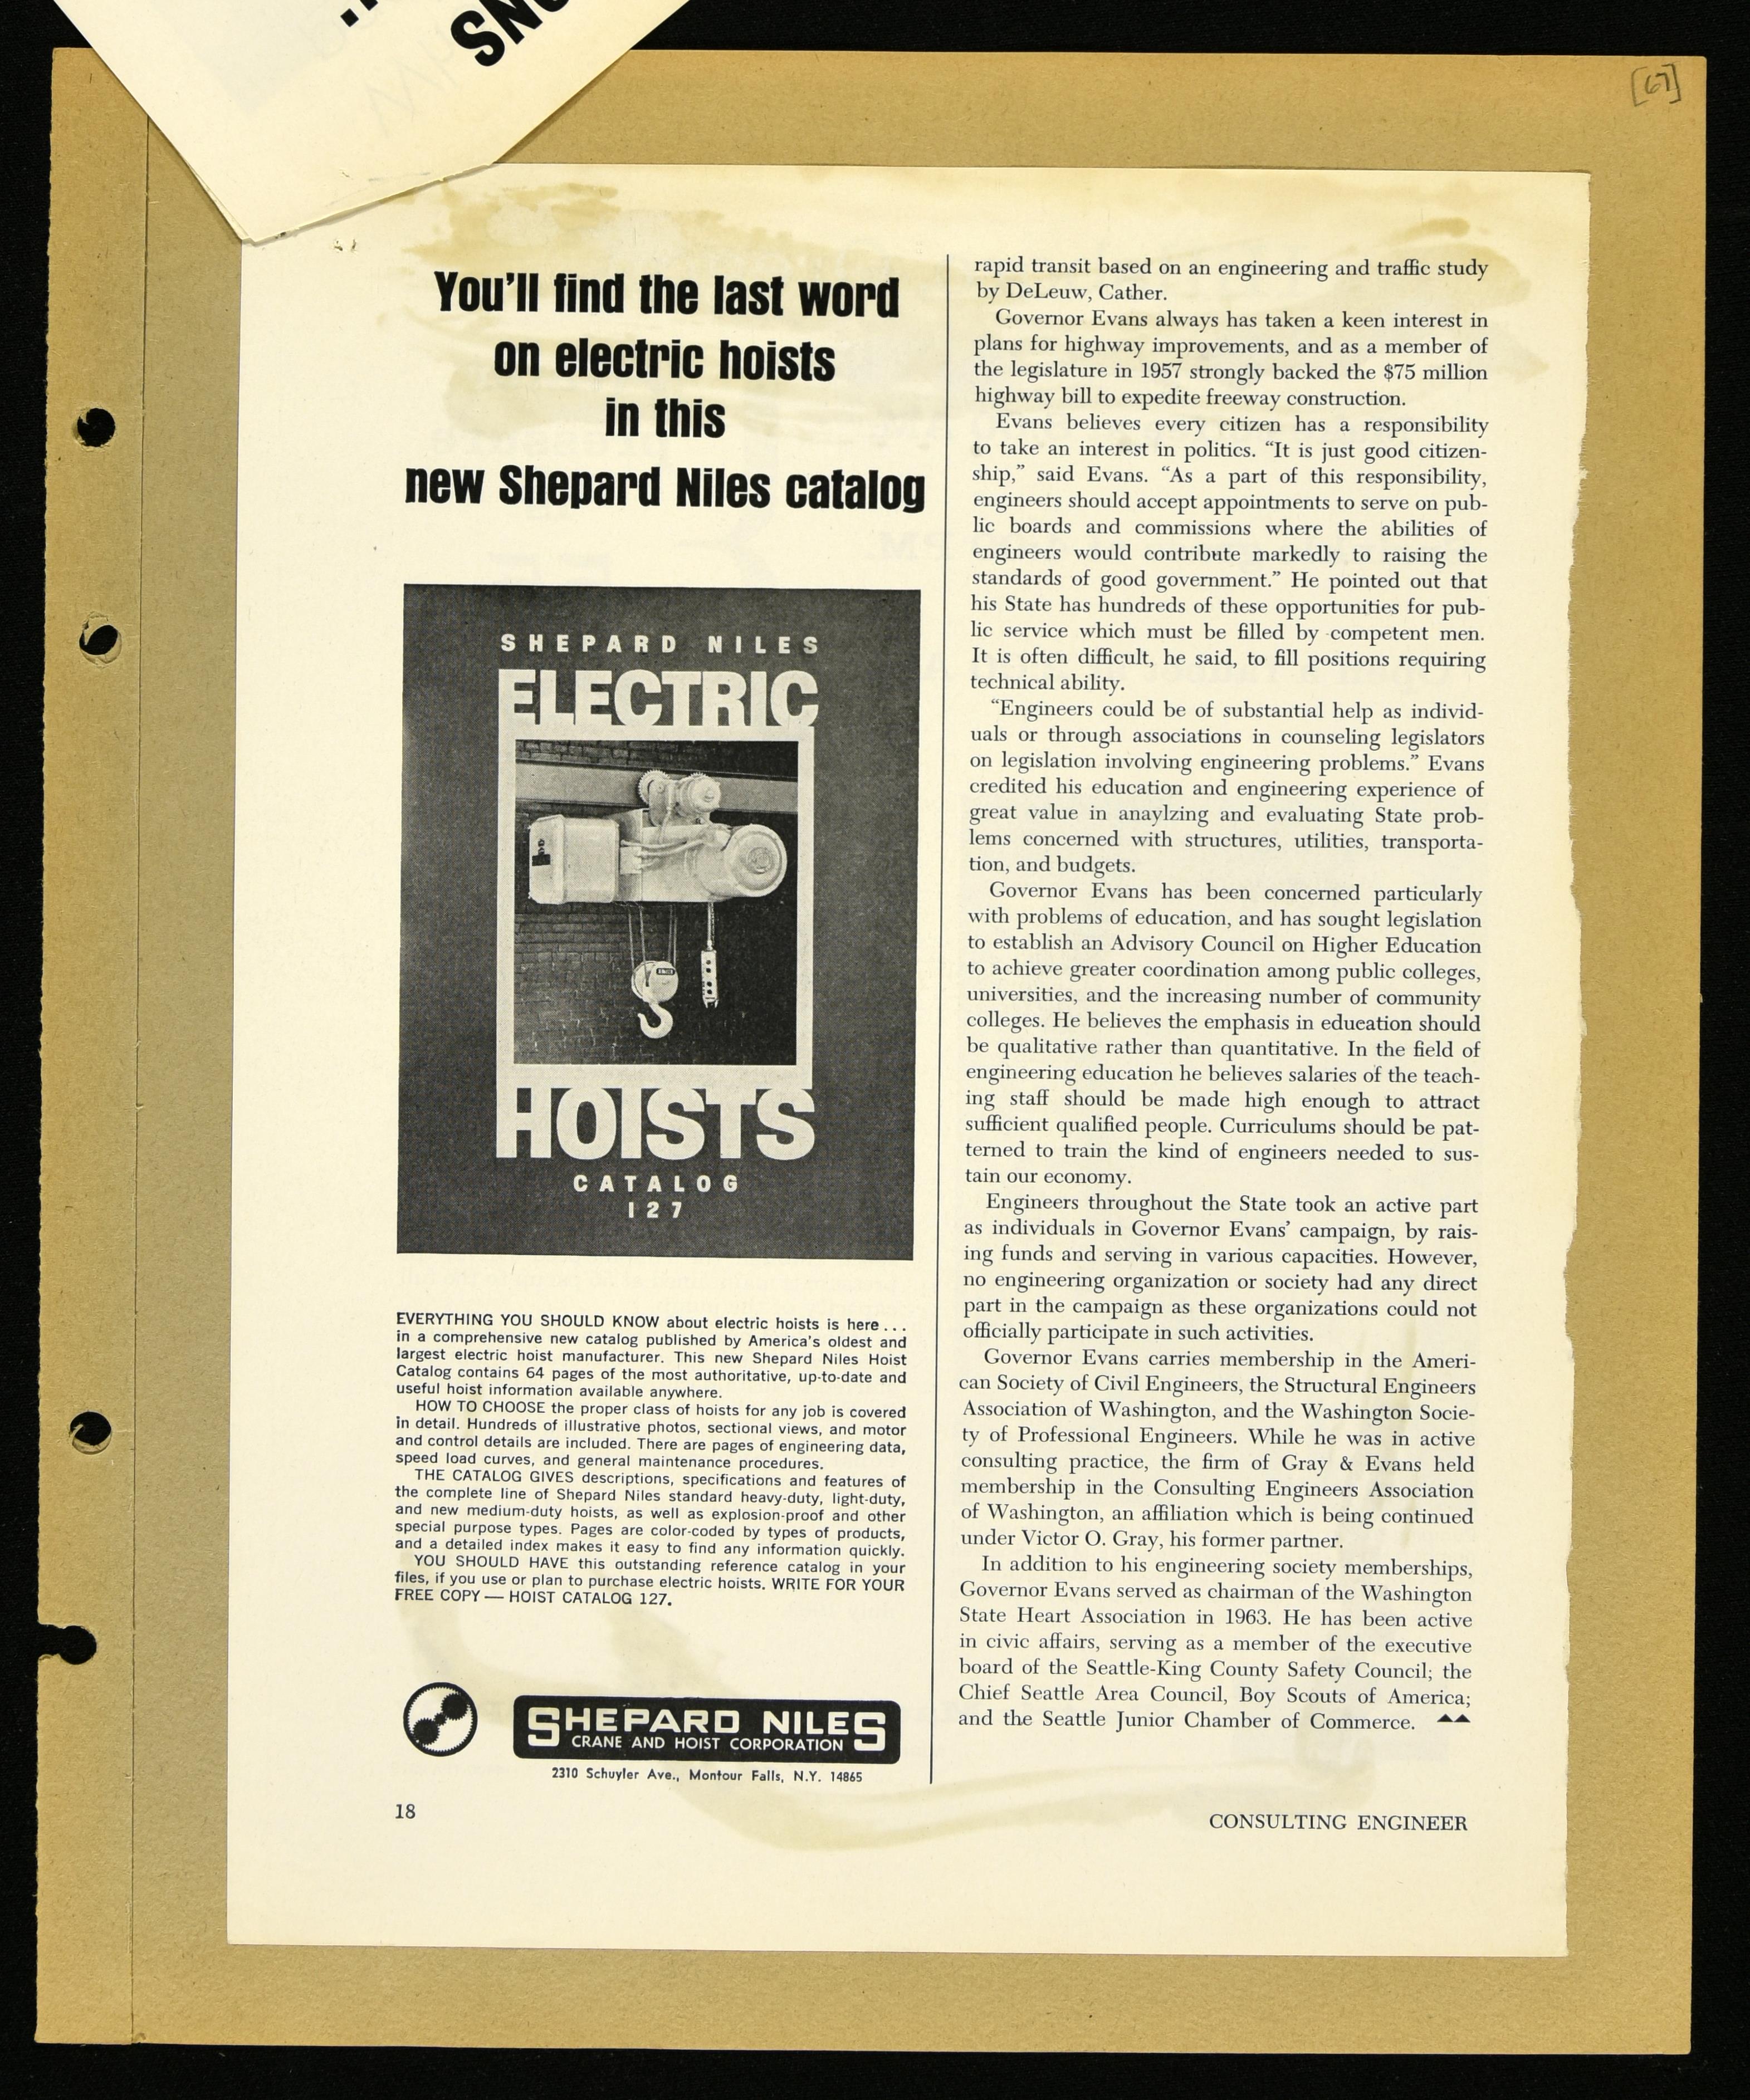 NS
[67]
You'll find the last word
on electric hoists
in this
new Shepard Niles catalog
SHEPARD NILES
ELECTRIC
HOISTS
CATALOG
127
EVERYTHING YOU SHOULD KNOW about electric hoists is here . . .
in a comprehensive new catalog published by America's oldest and
largest electric hoist manufacturer. This new Shepard Niles Hoist
Catalog contains 64 pages of the most authoritative, up-to-date and
useful hoist information available anywhere.
HOW TO CHOOSE the proper class of hoists for any job is covered
in detail. Hundreds of illustrative photos, sectional views, and motor
and control details are included. There are pages of engineering data,
speed load curves, and general maintenance procedures.
THE CATALOG GIVES descriptions, specifications and features of
the complete line of Shepard Niles standard heavy-duty, light-duty,
and new medium-duty hoists, as well as explosion-proof and other
special purpose types. Pages are color-coded by types of products,
and a detailed index makes it easy to find any information quickly.
YOU SHOULD HAVE this outstanding reference catalog in your
files, if you use or plan to purchase electric hoists. WRITE FOR YOUR
FREE COPY — HOIST CATALOG 127.
SHEPARD NILES
CRANE AND HOIST CORPORATION
2310 Schuyler Ave., Montour Falls, N.Y. 14865
rapid transit based on an engineering and traffic study
by DeLeuw, Cather.
Governor Evans always has taken a keen interest in
plans for highway improvements, and as a member of
the legislature in 1957 strongly backed the $75 million
highway bill to expedite freeway construction.
Evans believes every citizen has a responsibility
to take an interest in politics. “It is just good citizen-
ship,” said Evans. “As a part of this responsibility,
engineers should accept appointments to serve on pub-
lic boards and commissions where the abilities of
engineers would contribute markedly to raising the
standards of good government.” He pointed out that
his State has hundreds of these opportunities for pub-
lic service which must be filled by competent men.
It is often difficult, he said, to fill positions requiring
technical ability.
“Engineers could be of substantial help as individ-
uals or through associations in counseling legislators
on legislation involving engineering problems.” Evans
credited his education and engineering experience of
great value in anaylzing and evaluating State prob-
lems concerned with structures, utilities, transporta-
tion, and budgets.
Governor Evans has been concerned particularly
with problems of education, and has sought legislation
to establish an Advisory Council on Higher Education
to achieve greater coordination among public colleges,
universities, and the increasing number of community
colleges. He believes the emphasis in edueation should
be qualitative rather than quantitative. In the field of
engineering education he believes salaries of the teach-
ing staff should be made high enough to attract
sufficient qualified people. Curriculums should be pat-
terned to train the kind of engineers needed to sus-
tain our economy.
Engineers throughout the State took an active part
as individuals in Governor Evans' campaign, by rais-
ing funds and serving in various capacities. However,
no engineering organization or society had any direct
part in the campaign as these organizations could not
officially participate in such activities.
Governor Evans carries membership in the Ameri-
can Society of Civil Engineers, the Structural Engineers
Association of Washington, and the Washington Socie-
ty of Professional Engineers. While he was in active
consulting practice, the firm of Gray & Evans held
membership in the Consulting Engineers Association
of Washington, an affiliation which is being continued
under Victor O. Gray, his former partner.
In addition to his engineering society memberships,
Governor Evans served as chairman of the Washington
State Heart Association in 1963. He has been active
in civic affairs, serving as a member of the executive
board of the Seattle-King County Safety Council; the
Chief Seattle Area Council, Boy Scouts of America;
and the Seattle Junior Chamber of Commerce.
18
CONSULTING ENGINEER